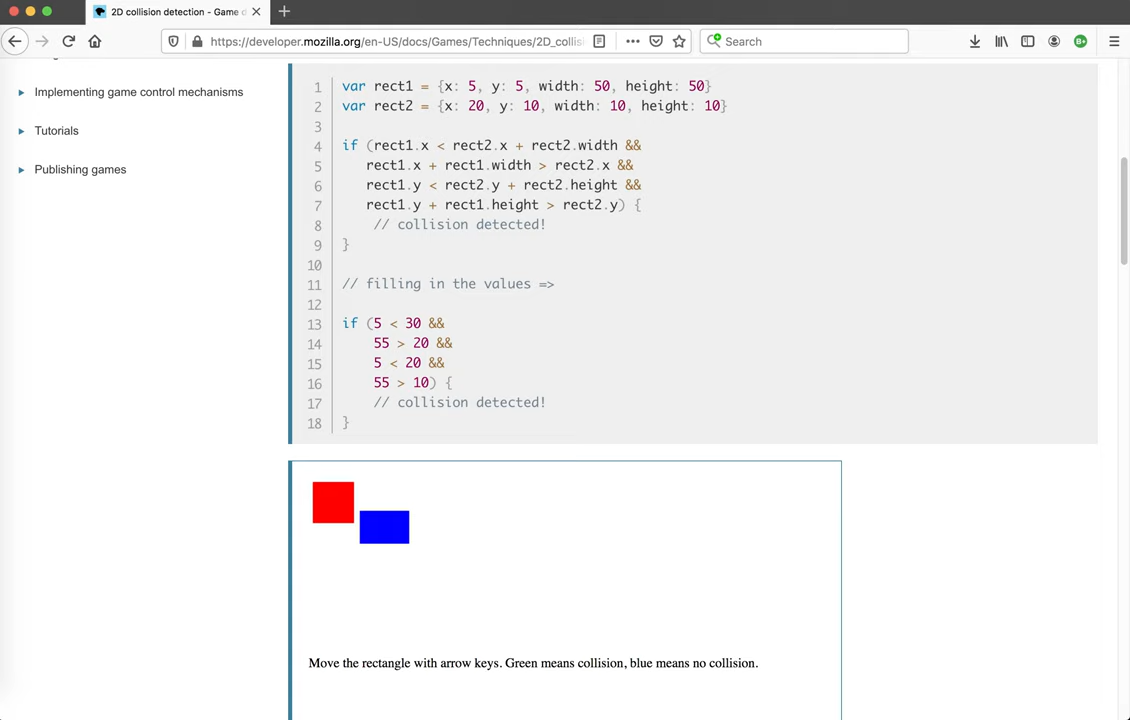 2D collision detection - Game d
https://developer.mozilla.org/en-US/docs/Games/Techniques/2D_collis
Search
Implementing game control mechanisms
Tutorials
Publishing games
1 var rect1 = {x: 5, y: 5, width: 50, height: 50}
2 var rect2 = {x: 20, y: 10, width: 10, height: 10}
3
4 if (rect1.x < rect2.x + rect2.width &&
5 rect1.x + rect1.width > rect2.x &&
6 rect1.y < rect2.y + rect2.height &&
7 rect1.y + rect1.height > rect2.y) {
8 // collision detected!
9 }
10
11 // filling in the values =>
12
13 if (5 < 30 &&
14 55 > 20 &&
15 5 < 20 &&
16 55 > 10) {
17 // collision detected!
18 }
Move the rectangle with arrow keys. Green means collision, blue means no collision.